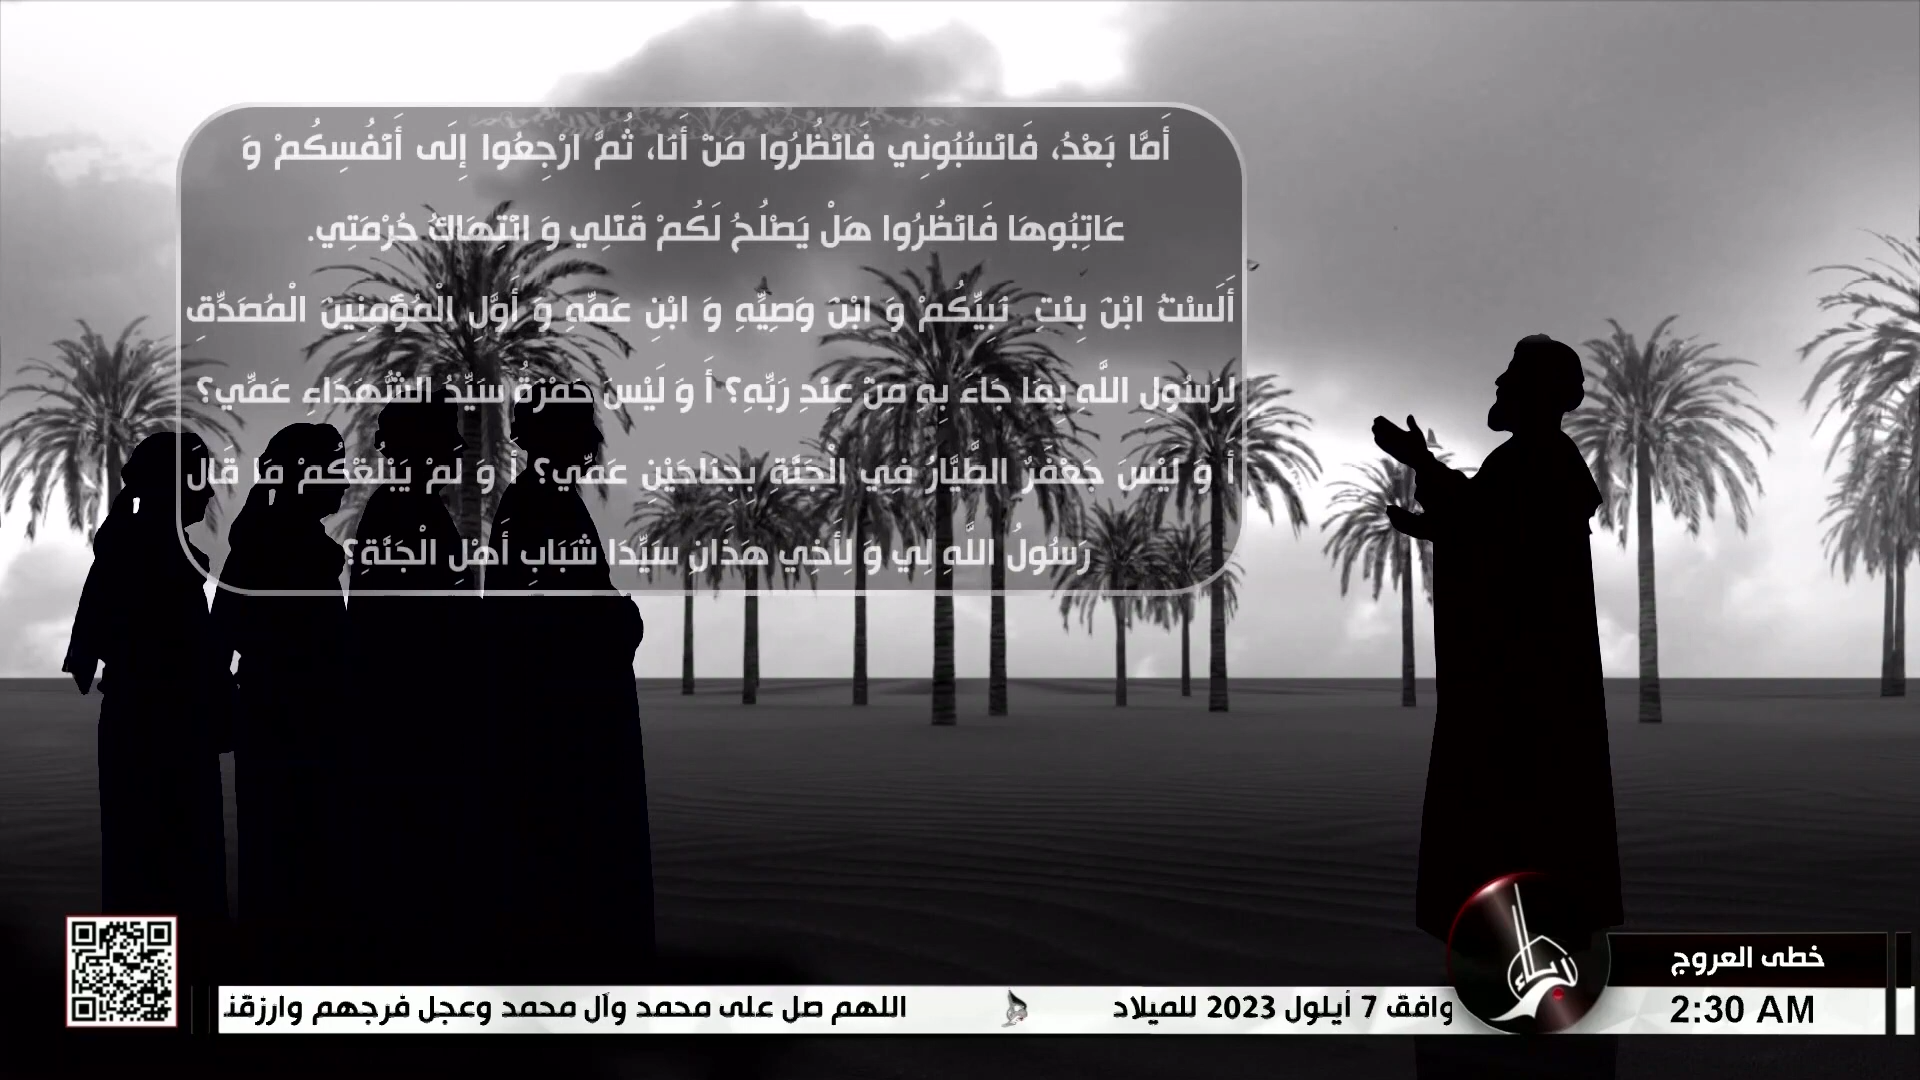 أَمَّا بَعْدُ، فَانْسُبُونِي فَانْظُرُوا مَنْ أَنَا، ثُمَّ ارْجِعُوا إِلَى أَنْفُسِكُمْ وَ
عَاتِبُوهَا فَانْظُرُوا هَلْ يَصْلُحُ لَكُمْ قَتْلِي وَ انْتِهَاكُ حُرْمَتِي.
أَلَسْتُ ابْنَ بِنْتِ نَبِيِّكُمْ وَ ابْنَ وَصِيِّهِ وَ ابْنِ عَمِّهِ وَ أَوَّلِ الْمُؤْمِنِينَ الْمُصَدِّقِ
لِرَسُولِ اللَّهِ بِمَا جَاءَ بِهِ مِنْ عِنْدِ رَبِّهِ؟ أَ وَ لَيْسَ حَمْزَةُ سَيِّدُ الشُّهَدَاءِ عَمِّي؟
أَ وَ لَيْسَ جَعْفَرٌ الطَّيَّارُ فِي الْجَنَّةِ بِجِنَاحَيْنِ عَمِّي؟ أَ وَ لَمْ يَبْلُغْكُمْ مَا قَالَ
رَسُولُ اللَّهِ لِي وَ لِأَخِي هَذَانِ سَيِّدَا شَبَابِ أَهْلِ الْجَنَّةِ؟
خطى العروج
2:30 AM
وافق 7 أيلول 2023 للميلاد
اللهم صل على محمد وآل محمد وعجل فرجهم وارزقنا
كربلاء